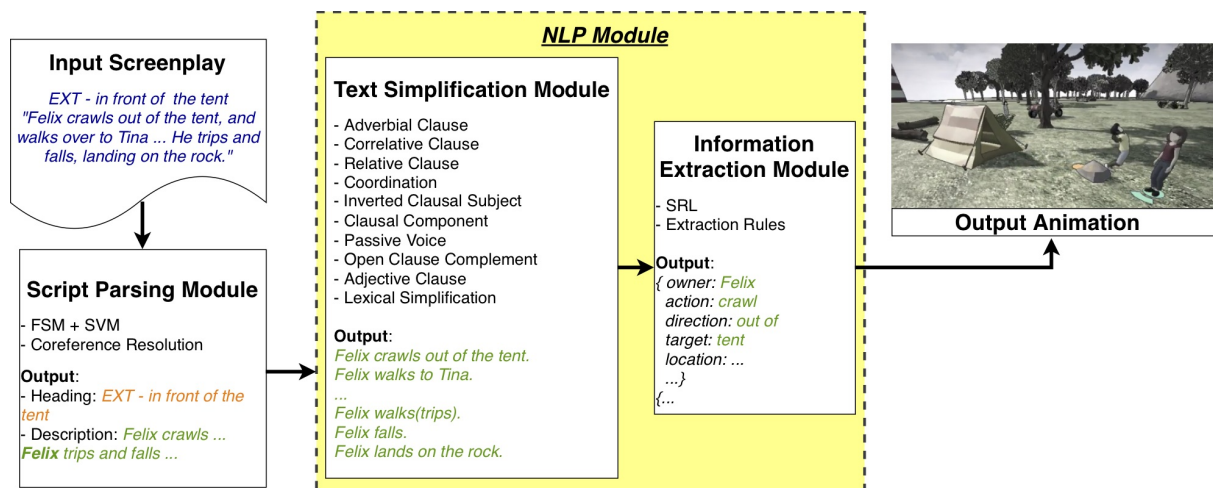 Input Screenplay
EXT - in front of the tent
"Felix crawls out of the tent, and
walks over to Tina ... He trips and
falls, landing on the rock."
Script Parsing Module
- FSM + SVM
- Coreference Resolution
Output:
- Heading: EXT - in front of the
tent
- Description: Felix crawls ...
Felix trips and falls ...
NLP Module
Text Simplification Module
- Adverbial Clause
- Correlative Clause
- Relative Clause
- Coordination
- Inverted Clausal Subject
- Clausal Component
- Passive Voice
- Open Clause Complement
- Adjective Clause
- Lexical Simplification
Output:
Felix crawls out of the tent.
Felix walks to Tina.
...
Felix walks(trips).
Felix falls.
Felix lands on the rock.
Information
Extraction Module
- SRL
- Extraction Rules
Output:
{ owner: Felix
action: crawl
direction: out of
target: tent
location: ...
...}
{...
Output Animation